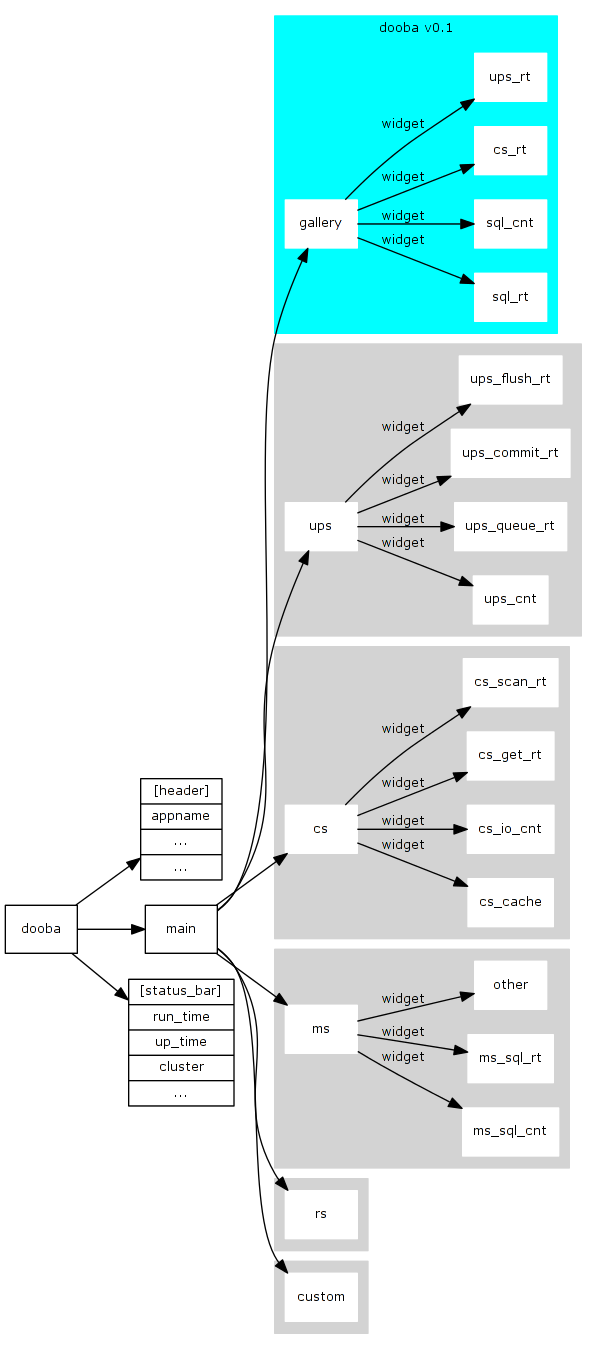 dooba v0.1
ups_rt
widget
cs_rt
widget
gallery
widget
sql_cnt
widget
sql_rt
ups_flush_rt
widget
ups_commit_rt
widget
ups
widget
ups_queue_rt
widget
ups_cnt
cs_scan_rt
widget
cs_get_rt
widget
cs
widget
cs_io_cnt
widget
cs_cache
[header]
appname
...
...
dooba
main
[status_bar]
run_time
up_time
cluster
...
other
widget
ms
widget
ms_sql_rt
widget
ms_sql_cnt
rs
custom